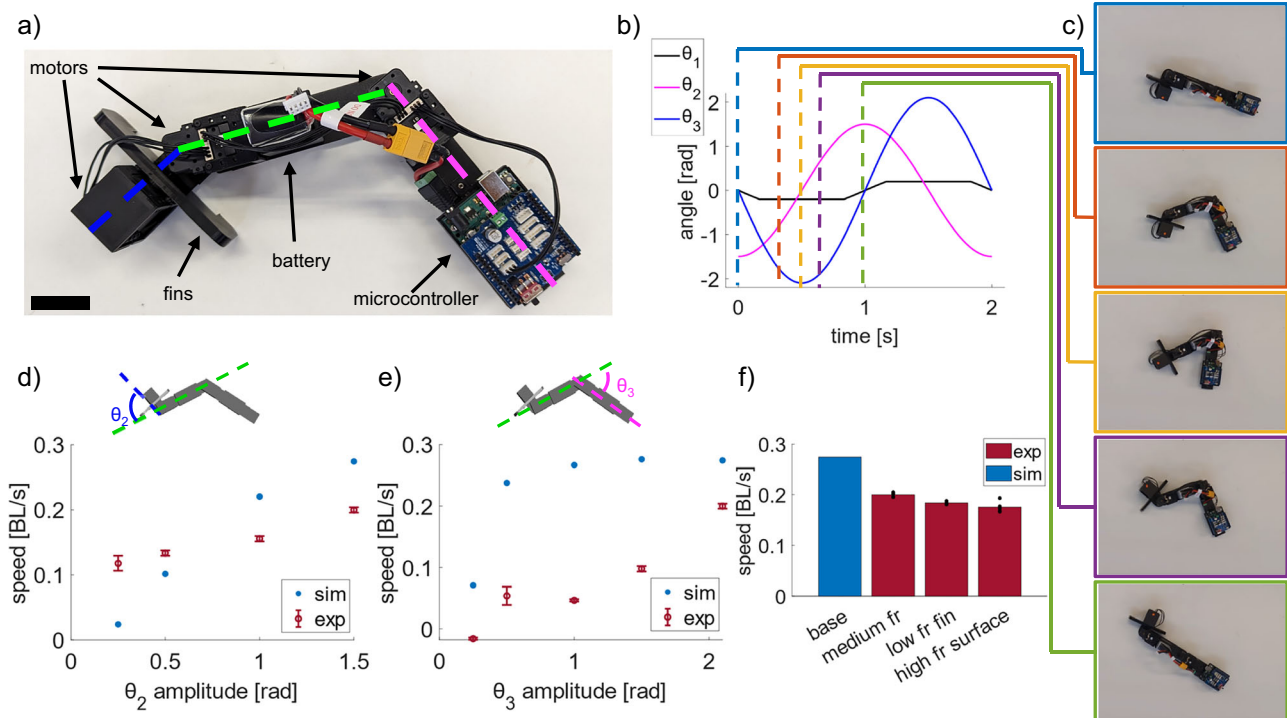 a)
motors
fins
battery
microcontroller
b)
θ1
θ2
θ3
2
1
0
-1
-2
angle [rad]
0
1
2
time [s]
c)
d)
θ2
0.3
0.2
0.1
0
speed [BL/s]
sim
exp
0
0.5
1
1.5
θ2 amplitude [rad]
e)
θ3
0.3
0.2
0.1
0
speed [BL/s]
sim
exp
0
1
2
θ3 amplitude [rad]
f)
0.3
0.2
0.1
0
speed [BL/s]
exp
sim
base
medium fr
low fr fin
high fr surface